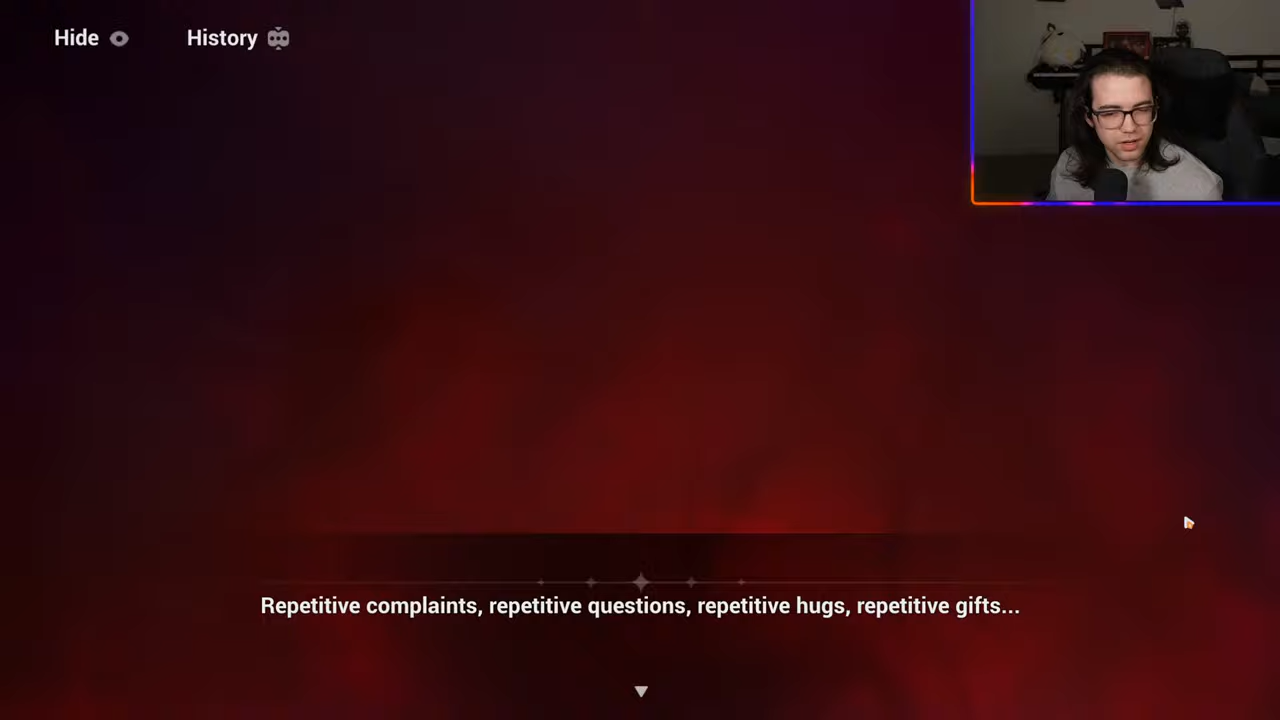 Hide
History
Repetitive complaints, repetitive questions, repetitive hugs, repetitive gifts...